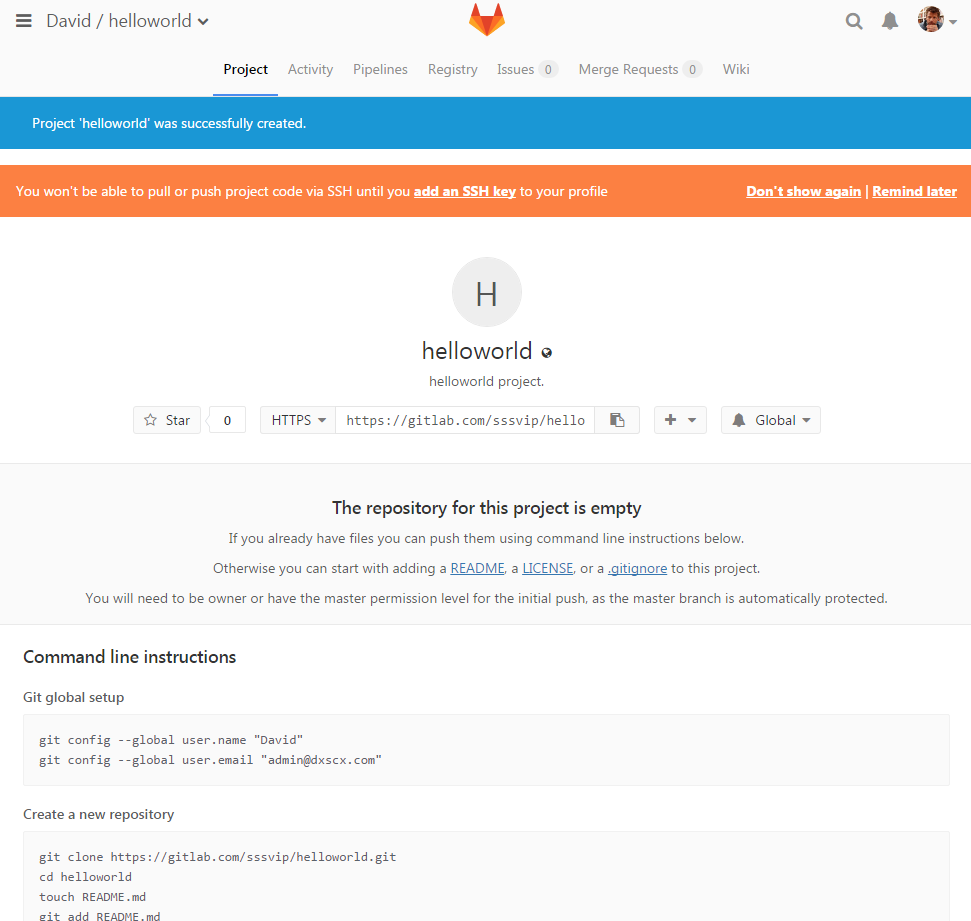 David / helloworld
Project Activity Pipelines Registry Issues 0 Merge Requests 0 Wiki
Project 'helloworld' was successfully created.
You won't be able to pull or push project code via SSH until you add an SSH key to your profile Don't show again | Remind later
H
helloworld
helloworld project.
Star 0 HTTPS https://gitlab.com/sssvip/hello Global
The repository for this project is empty
If you already have files you can push them using command line instructions below.
Otherwise you can start with adding a README, a LICENSE, or a .gitignore to this project.
You will need to be owner or have the master permission level for the initial push, as the master branch is automatically protected.
Command line instructions
Git global setup
git config --global user.name "David"
git config --global user.email "admin@dxscx.com"
Create a new repository
git clone https://gitlab.com/sssvip/helloworld.git
cd helloworld
touch README.md
git add README.md